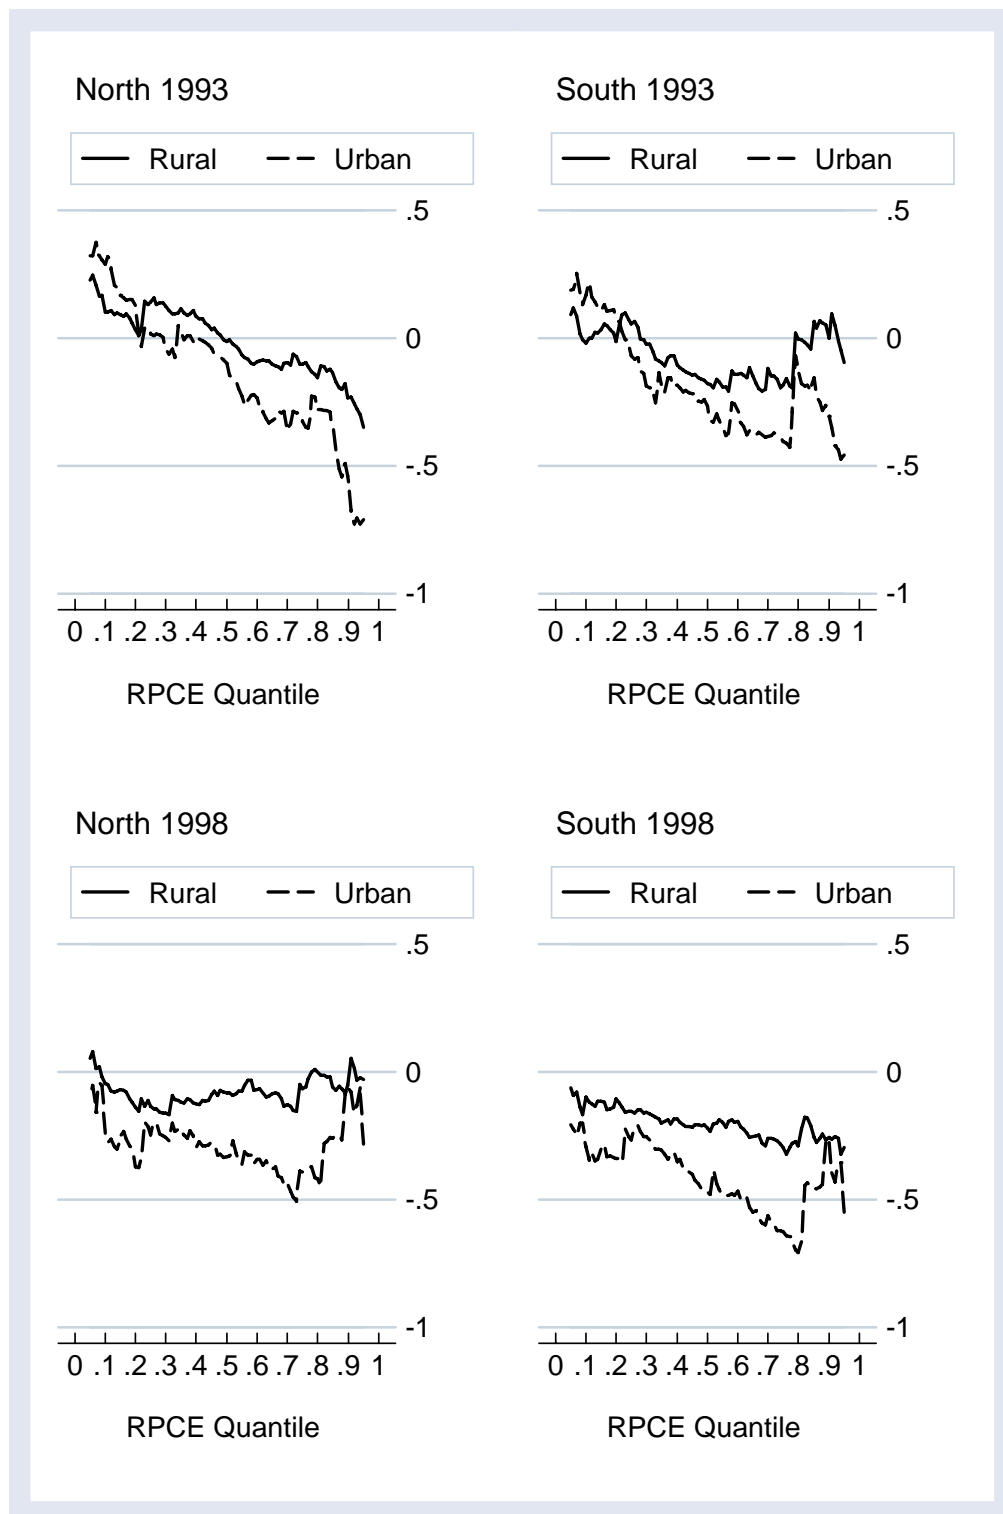 North 1993
Rural Urban
.5
0
-.5
-1
0 .1 .2 .3 .4 .5 .6 .7 .8 .9 1
RPCE Quantile
South 1993
Rural Urban
.5
0
-.5
-1
0 .1 .2 .3 .4 .5 .6 .7 .8 .9 1
RPCE Quantile
North 1998
Rural Urban
.5
0
-.5
-1
0 .1 .2 .3 .4 .5 .6 .7 .8 .9 1
RPCE Quantile
South 1998
Rural Urban
.5
0
-.5
-1
0 .1 .2 .3 .4 .5 .6 .7 .8 .9 1
RPCE Quantile